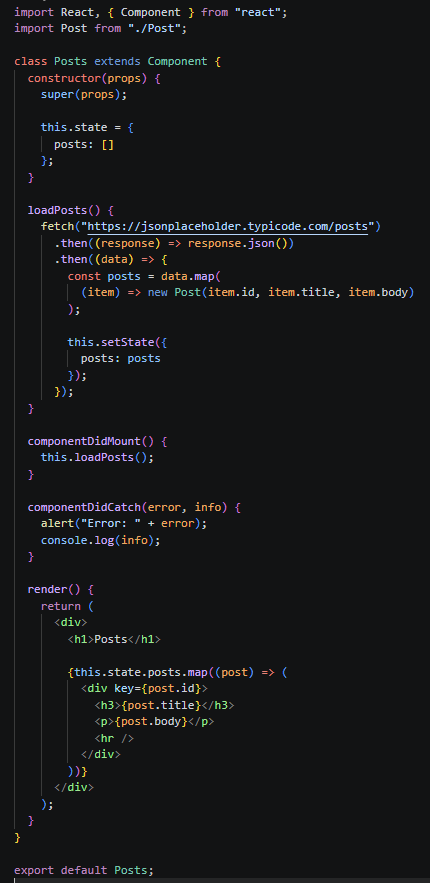 import React, { Component } from "react";
import Post from "./Post";

class Posts extends Component {
  constructor(props) {
    super(props);

    this.state = {
      posts: []
    };
  }

  loadPosts() {
    fetch("https://jsonplaceholder.typicode.com/posts")
      .then((response) => response.json())
      .then((data) => {
        const posts = data.map(
          (item) => new Post(item.id, item.title, item.body)
        );

        this.setState({
          posts: posts
        });
      });
  }

  componentDidMount() {
    this.loadPosts();
  }

  componentDidCatch(error, info) {
    alert("Error: " + error);
    console.log(info);
  }

  render() {
    return (
      <div>
        <h1>Posts</h1>

        {this.state.posts.map((post) => (
          <div key={post.id}>
            <h3>{post.title}</h3>
            <p>{post.body}</p>
            <hr />
          </div>
        ))}
      </div>
    );
  }
}

export default Posts;